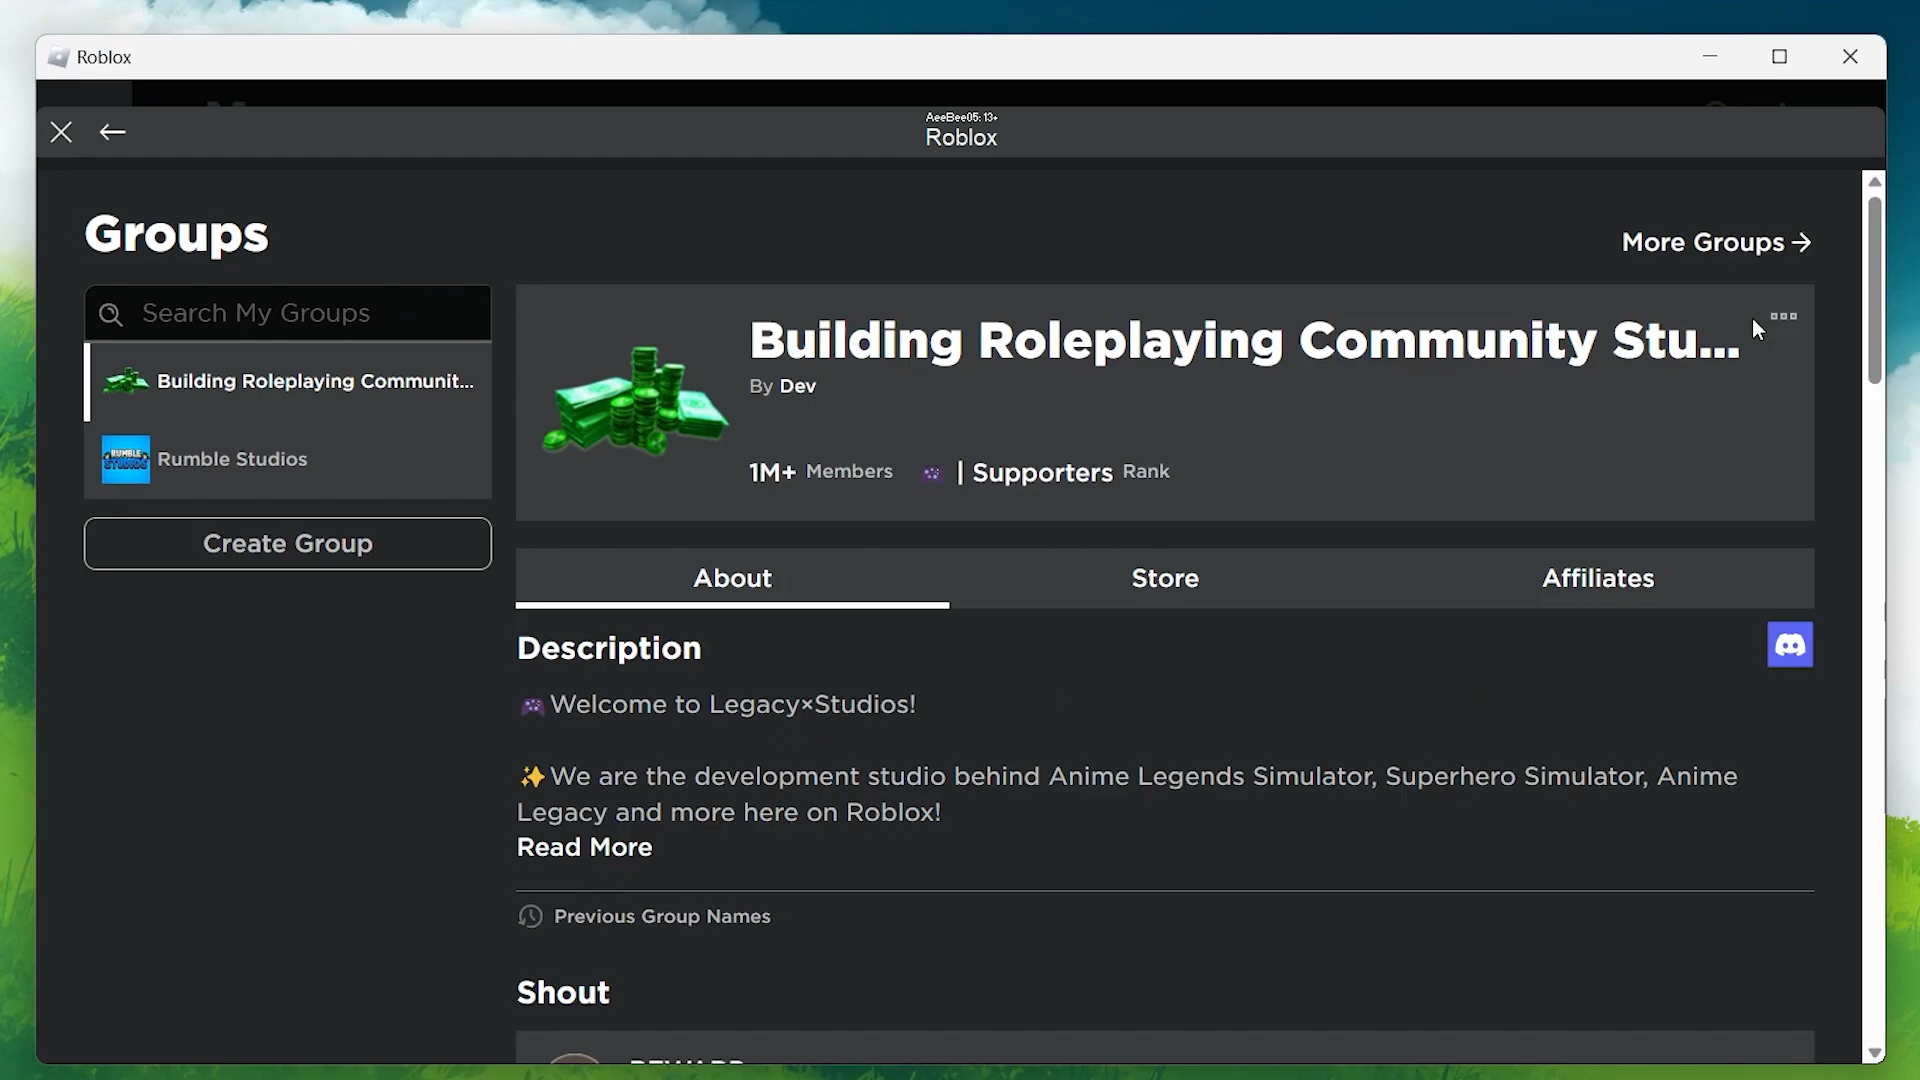 Roblox
AeeBee05: 13+
Roblox
Groups
More Groups →
Search My Groups
Building Roleplaying Communit...
RUMBLE
STUDIOS
Rumble Studios
Create Group
Building Roleplaying Community Stu...
By Dev
1M+ Members | Supporters Rank
About Store Affiliates
Description
🎮Welcome to Legacy×Studios!
✨We are the development studio behind Anime Legends Simulator, Superhero Simulator, Anime
Legacy and more here on Roblox!
Read More
Previous Group Names
Shout